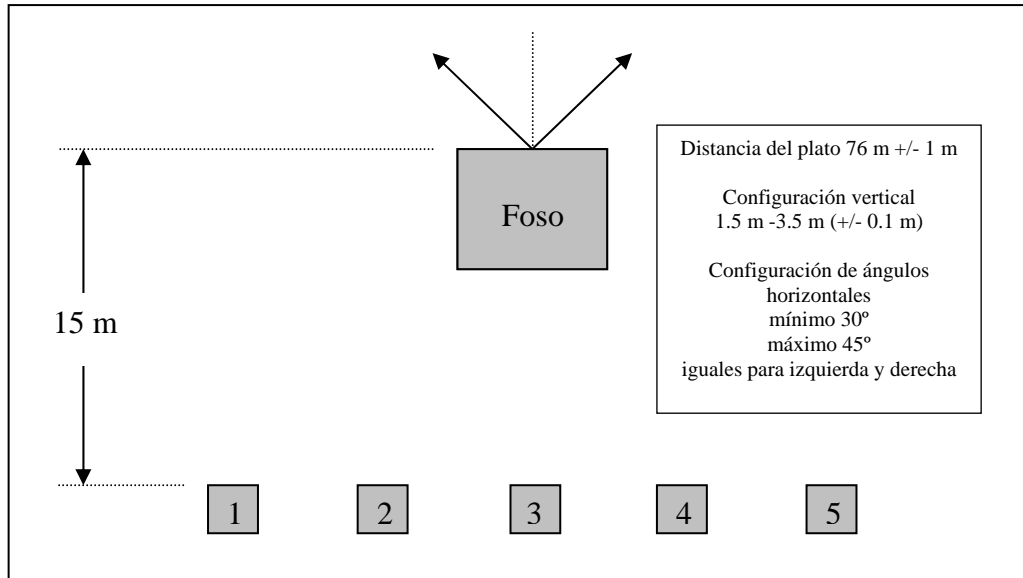 Foso
15 m
Distancia del plato 76 m +/- 1 m
Configuración vertical
1.5 m -3.5 m (+/- 0.1 m)
Configuración de ángulos
horizontales
mínimo 30º
máximo 45º
iguales para izquierda y derecha
1 2 3 4 5